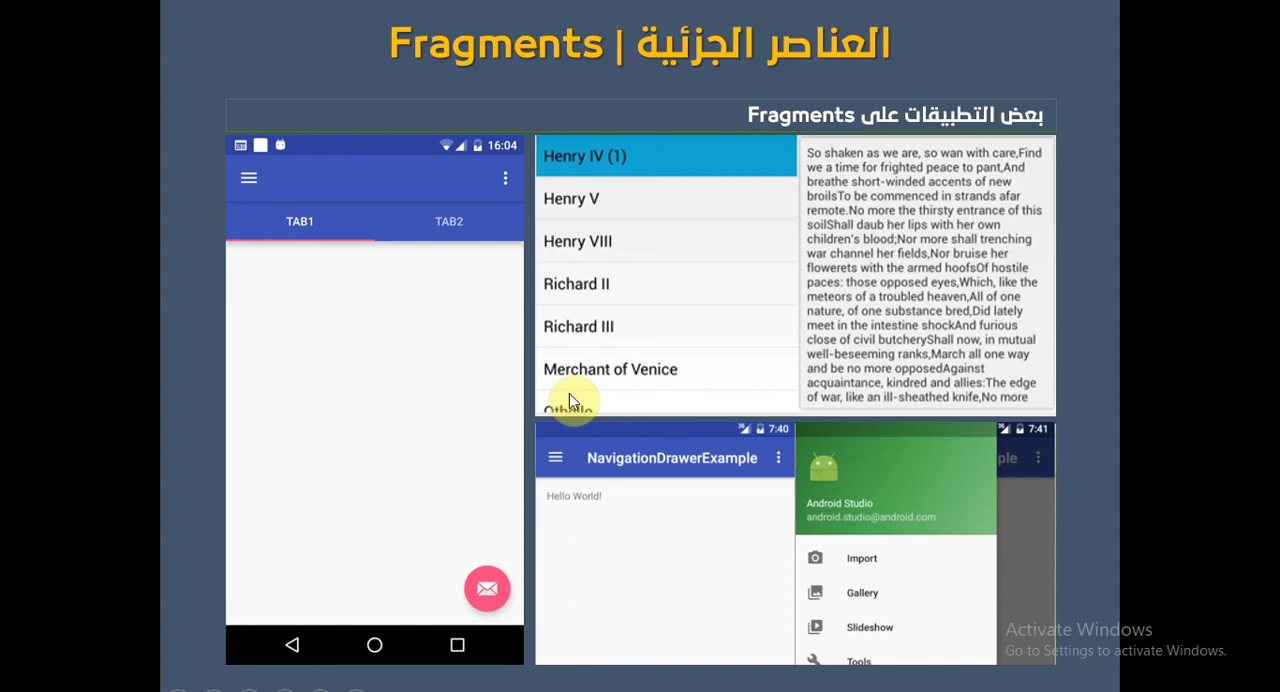 العناصر الجزئية | Fragments
بعض التطبيقات على Fragments
16:04
TAB1 TAB2
Henry IV (1)
Henry V
Henry VIII
Richard II
Richard III
Merchant of Venice
Othello
So shaken as we are, so wan with care,Find
we a time for frighted peace to pant,And
breathe short-winded accents of new
broilsTo be commenced in strands afar
remote.No more the thirsty entrance of this
soilShall daub her lips with her own
children's blood;Nor more shall trenching
war channel her fields,Nor bruise her
flowerets with the armed hoofsOf hostile
paces: those opposed eyes,Which, like the
meteors of a troubled heaven,All of one
nature, of one substance bred,Did lately
meet in the intestine shockAnd furious
close of civil butcheryShall now, in mutual
well-beseeming ranks,March all one way
and be no more opposedAgainst
acquaintance, kindred and allies:The edge
of war, like an ill-sheathed knife,No more
7:40
NavigationDrawerExample
Hello World!
7:41
ple
Android Studio
android.studio@android.com
Import
Gallery
Slideshow
Tools
Activate Windows
Go to Settings to activate Windows.